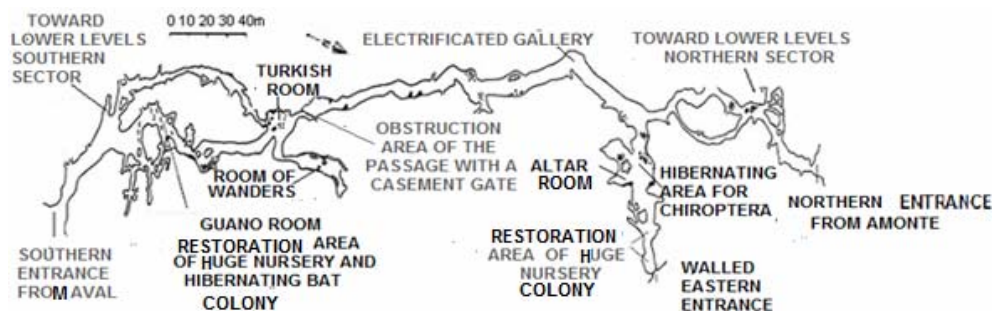 TOWARD
LOWER LEVELS
SOUTHERN
SECTOR
0 10 20 30 40m
TURKISH
ROOM
ELECTRIFICATED GALLERY
TOWARD LOWER LEVELS
NORTHERN SECTOR
OBSTRUCTION
AREA OF THE
PASSAGE WITH A
CASEMENT GATE
ROOM OF
WANDERS
ALTAR
ROOM
HIBERNATING
AREA FOR
CHIROPTERA
NORTHERN ENTRANCE
FROM AMONTE
GUANO ROOM
RESTORATION AREA
OF HUGE NURSERY AND
HIBERNATING BAT
COLONY
SOUTHERN
ENTRANCE
FROM AVAL
RESTORATION
AREA OF HUGE
NURSERY
COLONY
WALLED
EASTERN
ENTRANCE